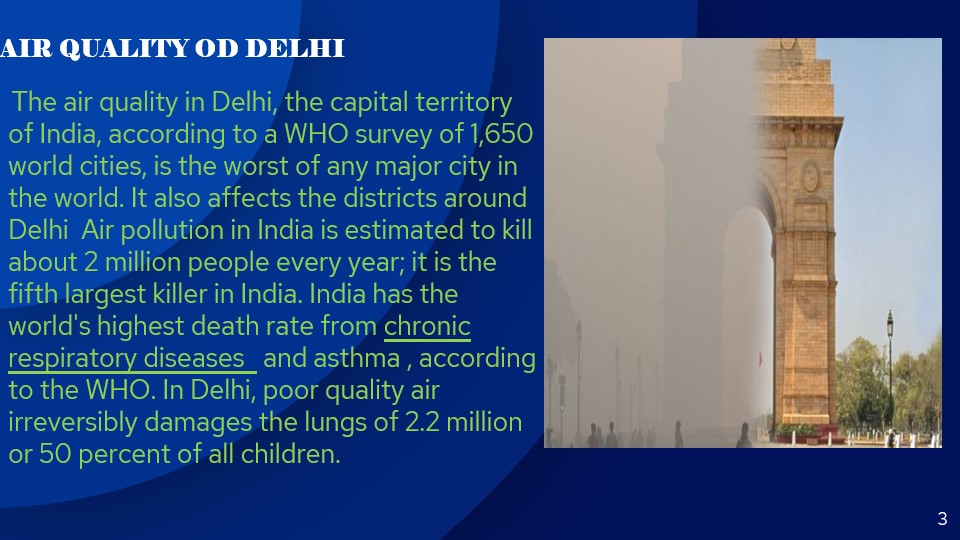 AIR QUALITY OD DELHI
The air quality in Delhi, the capital territory
of India, according to a WHO survey of 1,650
world cities, is the worst of any major city in
the world. It also affects the districts around
Delhi  Air pollution in India is estimated to kill
about 2 million people every year; it is the
fifth largest killer in India. India has the
world's highest death rate from chronic
respiratory diseases  and asthma , according
to the WHO. In Delhi, poor quality air
irreversibly damages the lungs of 2.2 million
or 50 percent of all children.
3